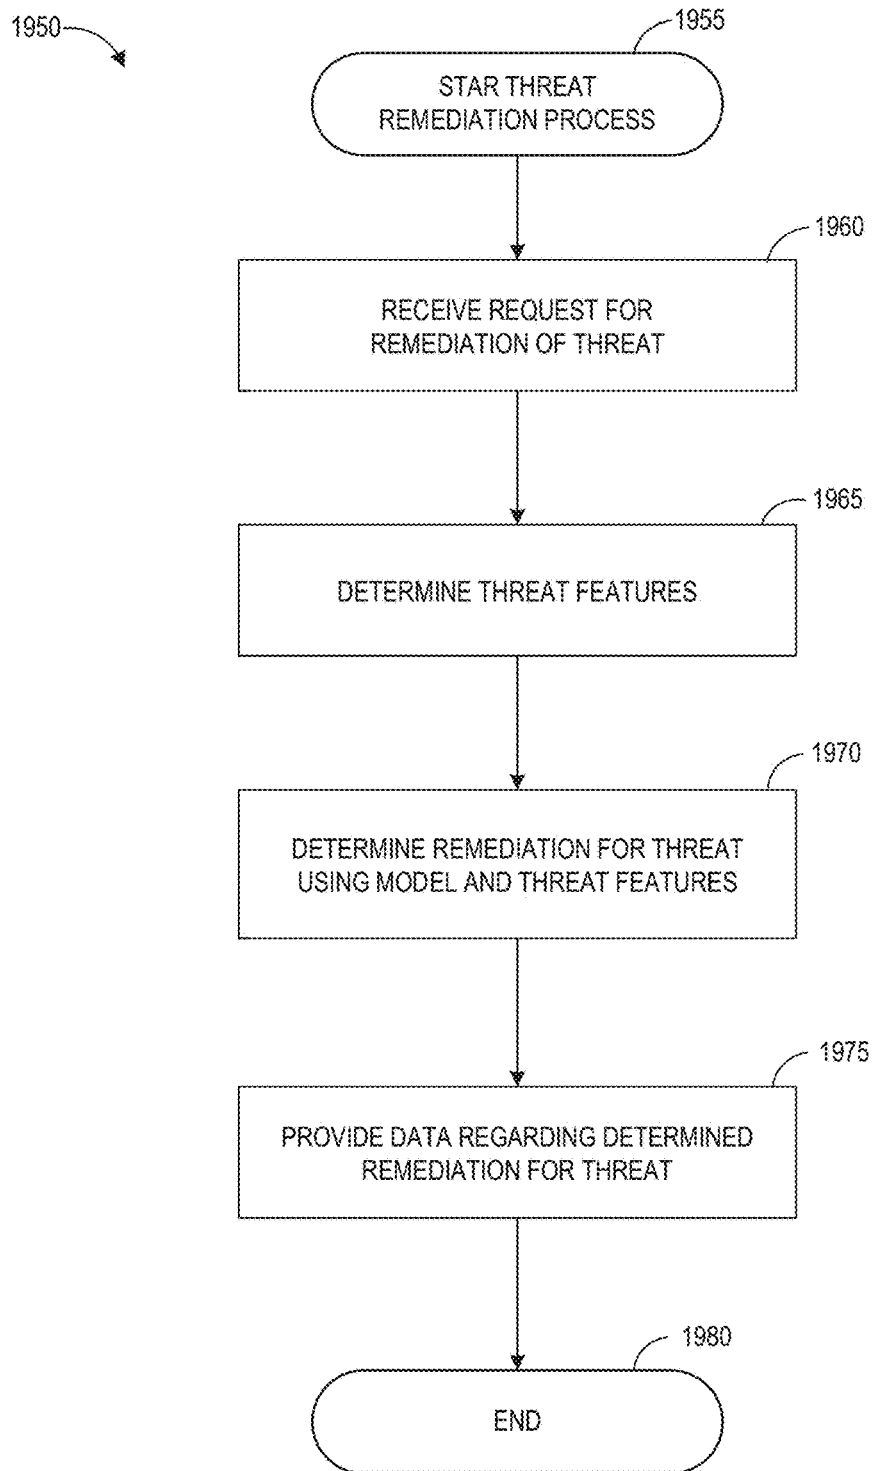 1950
1955
STAR THREAT
REMEDIATION PROCESS
1960
RECEIVE REQUEST FOR
REMEDIATION OF THREAT
1965
DETERMINE THREAT FEATURES
1970
DETERMINE REMEDIATION FOR THREAT
USING MODEL AND THREAT FEATURES
1975
PROVIDE DATA REGARDING DETERMINED
REMEDIATION FOR THREAT
1980
END